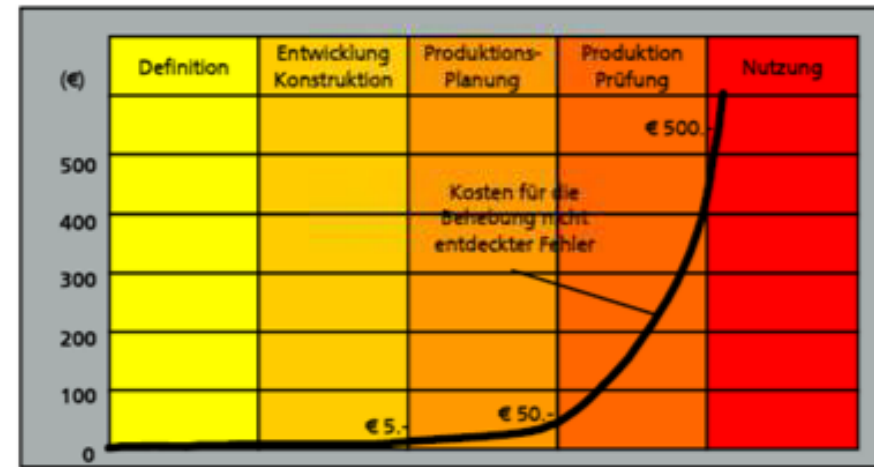 (€)
Definition
Entwicklung
Konstruktion
Produktions-
Planung
Produktion
Prüfung
Nutzung
€ 500.-
500
Kosten für die
Behebung nicht
entdeckter Fehler
400
300
200
100
€ 5.-
€ 50.-
0